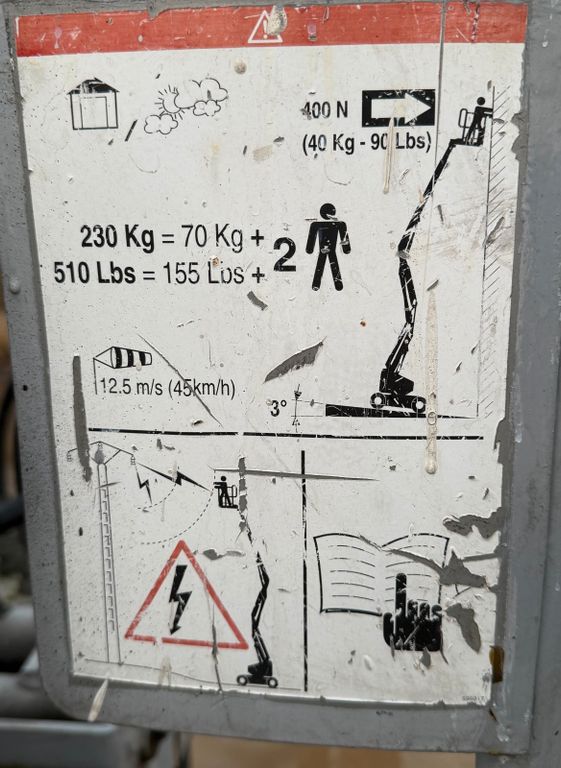 400 N
(40 Kg - 90 Lbs)
230 Kg = 70 Kg +
510 Lbs = 155 Lbs +
2
12.5 m/s (45km/h)
3°